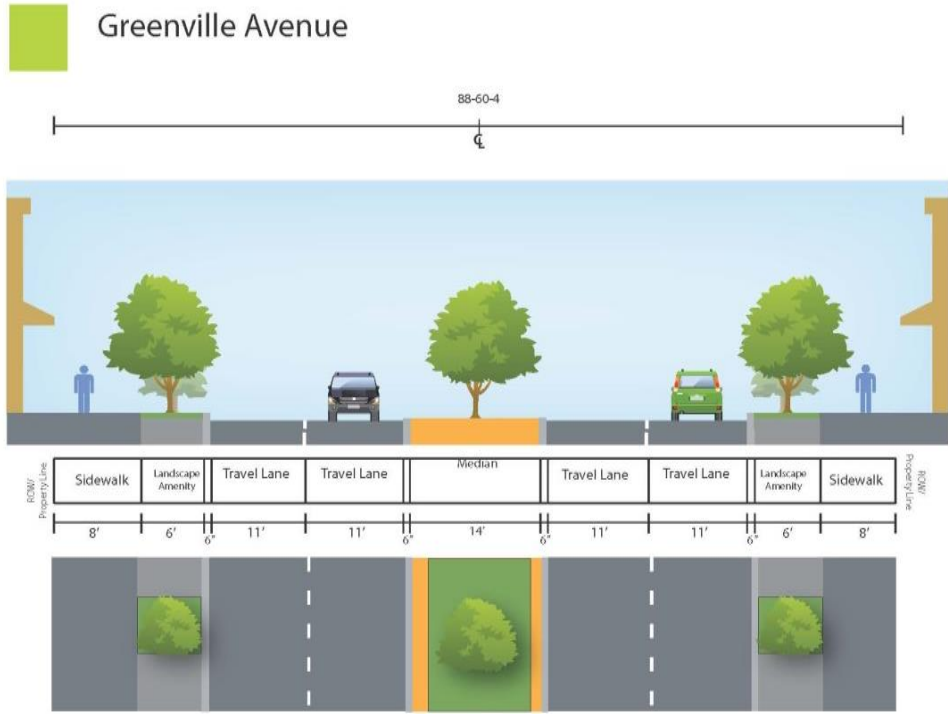 Greenville Avenue
88-60-4
℄
ROW/
Property Line
Sidewalk
Landscape
Amenity
Travel Lane
Travel Lane
Median
Travel Lane
Travel Lane
Landscape
Amenity
Sidewalk
ROW/
Property Line
8'
6'
6"
11'
11'
6"
14'
6"
11'
11'
6"
6'
8'